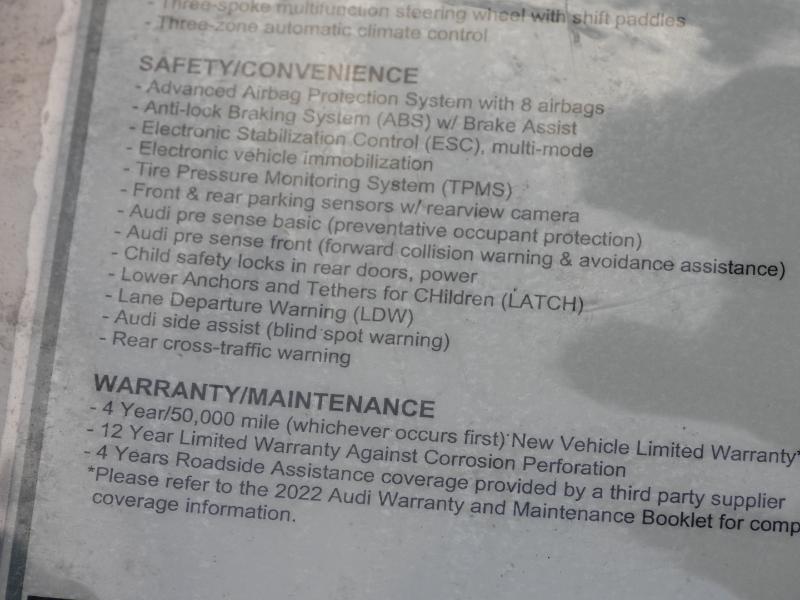 - Three-spoke multifunction steering wheel with shift paddles
- Three-zone automatic climate control
SAFETY/CONVENIENCE
- Advanced Airbag Protection System with 8 airbags
- Anti-lock Braking System (ABS) w/ Brake Assist
- Electronic Stabilization Control (ESC), multi-mode
- Electronic vehicle immobilization
- Tire Pressure Monitoring System (TPMS)
- Front & rear parking sensors w/ rearview camera
- Audi pre sense basic (preventative occupant protection)
- Audi pre sense front (forward collision warning & avoidance assistance)
- Child safety locks in rear doors, power
- Lower Anchors and Tethers for CHildren (LATCH)
- Lane Departure Warning (LDW)
- Audi side assist (blind spot warning)
- Rear cross-traffic warning
WARRANTY/MAINTENANCE
- 4 Year/50,000 mile (whichever occurs first) New Vehicle Limited Warranty*
- 12 Year Limited Warranty Against Corrosion Perforation
- 4 Years Roadside Assistance coverage provided by a third party supplier
*Please refer to the 2022 Audi Warranty and Maintenance Booklet for comp
coverage information.